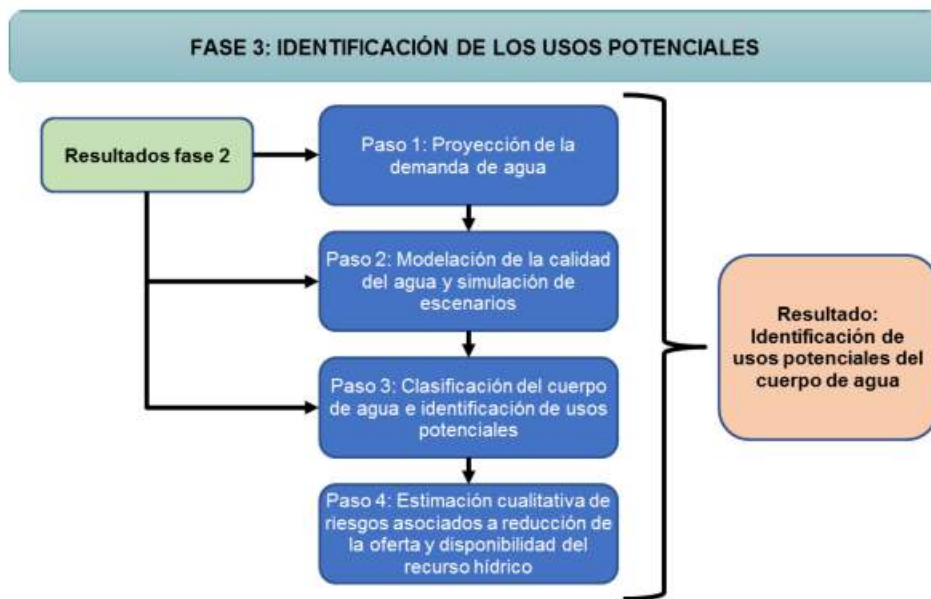 FASE 3: IDENTIFICACIÓN DE LOS USOS POTENCIALES
Resultados fase 2
Paso 1: Proyección de la
demanda de agua
Paso 2: Modelación de la calidad
del agua y simulación de
escenarios
Paso 3: Clasificación del cuerpo
de agua e identificación de usos
potenciales
Paso 4: Estimación cualitativa de
riesgos asociados a reducción de
la oferta y disponibilidad del
recurso hídrico
Resultado:
Identificación de
usos potenciales del
cuerpo de agua